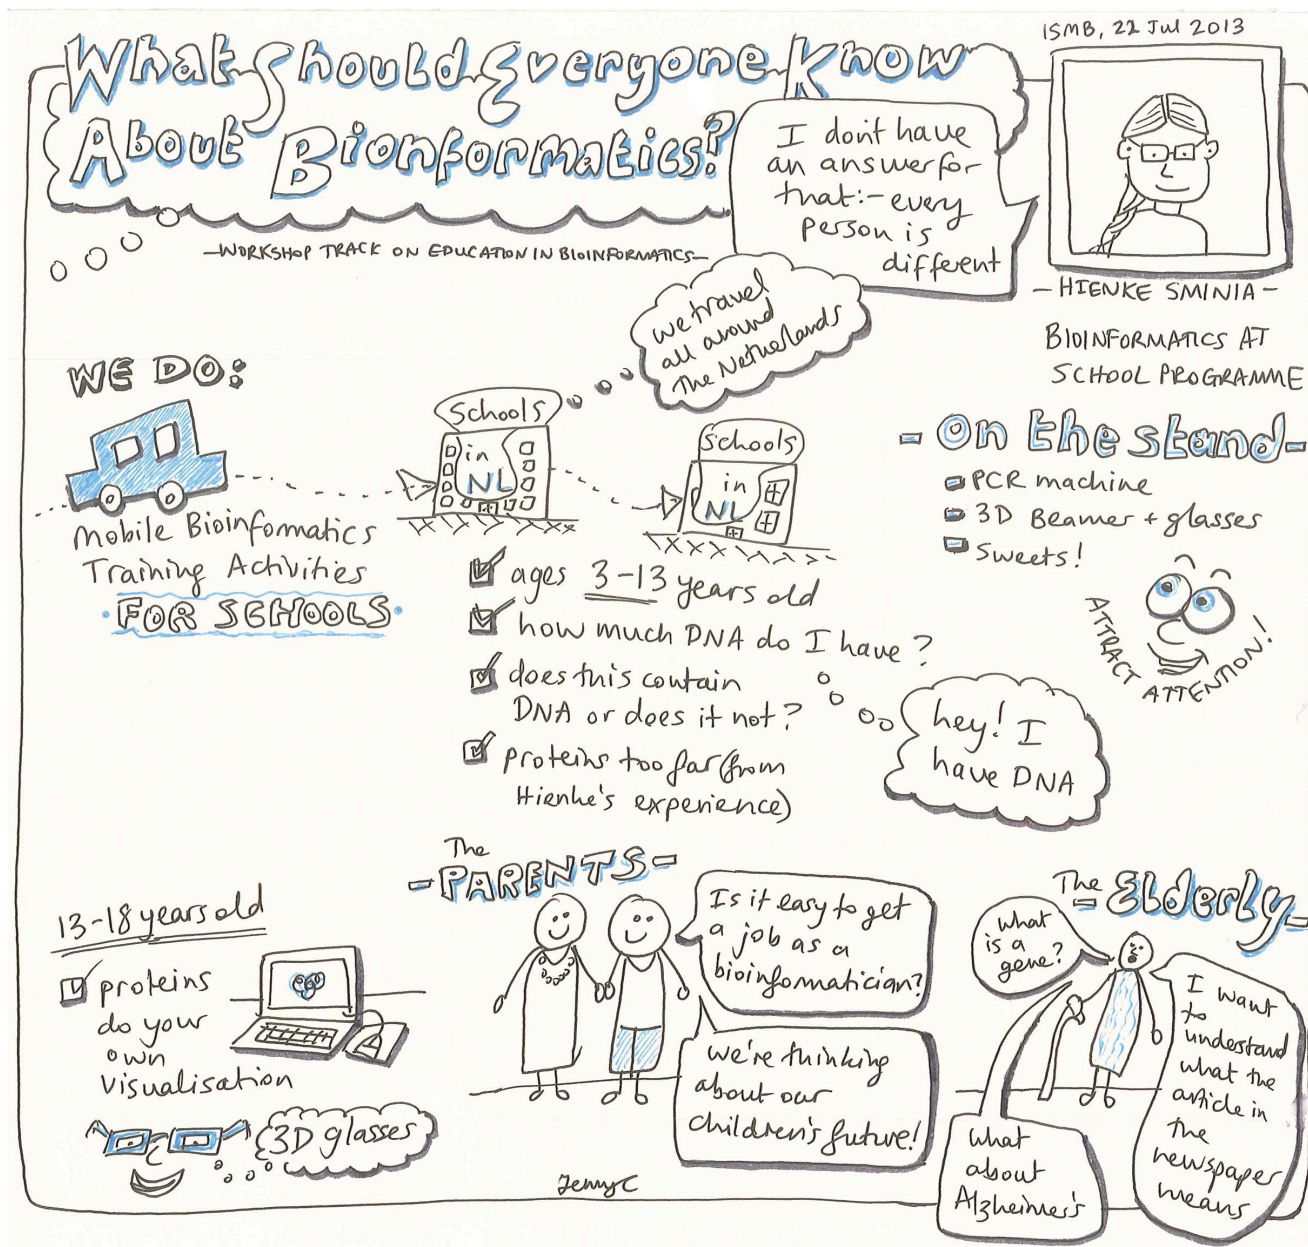 ISMB, 22 Jul 2013
What Should Everyone Know
About Bionformatics?
I don't have
an answer for
that:- every
person is
different
-WORKSHOP TRACK ON EDUCATION IN BIOINFORMATICS-
- HIENKE SMINIA -
BIOINFORMATICS AT
SCHOOL PROGRAMME
we travel
all around
The Netherlands
WE DO:
Schools
in
NL
Schools
in
NL
Mobile Bioinformatics
Training Activities
· FOR SCHOOLS ·
- On the stand -
PCR machine
3D Beamer + glasses
Sweets!
ATTRACT ATTENTION!
ages 3-13 years old
how much DNA do I have?
does this contain
DNA or does it not?
proteins too far (from
Hienke's experience)
hey! I
have DNA
13-18 years old
proteins
do your
own
visualisation
3D glasses
The
- PARENTS -
Is it easy to get
a job as a
bioinformatician?
we're thinking
about our
children's future!
The
- Elderly -
what
is a
gene?
I want
to
understand
what the
article in
the
newspaper
means
what
about
Alzheimer's
JennyC